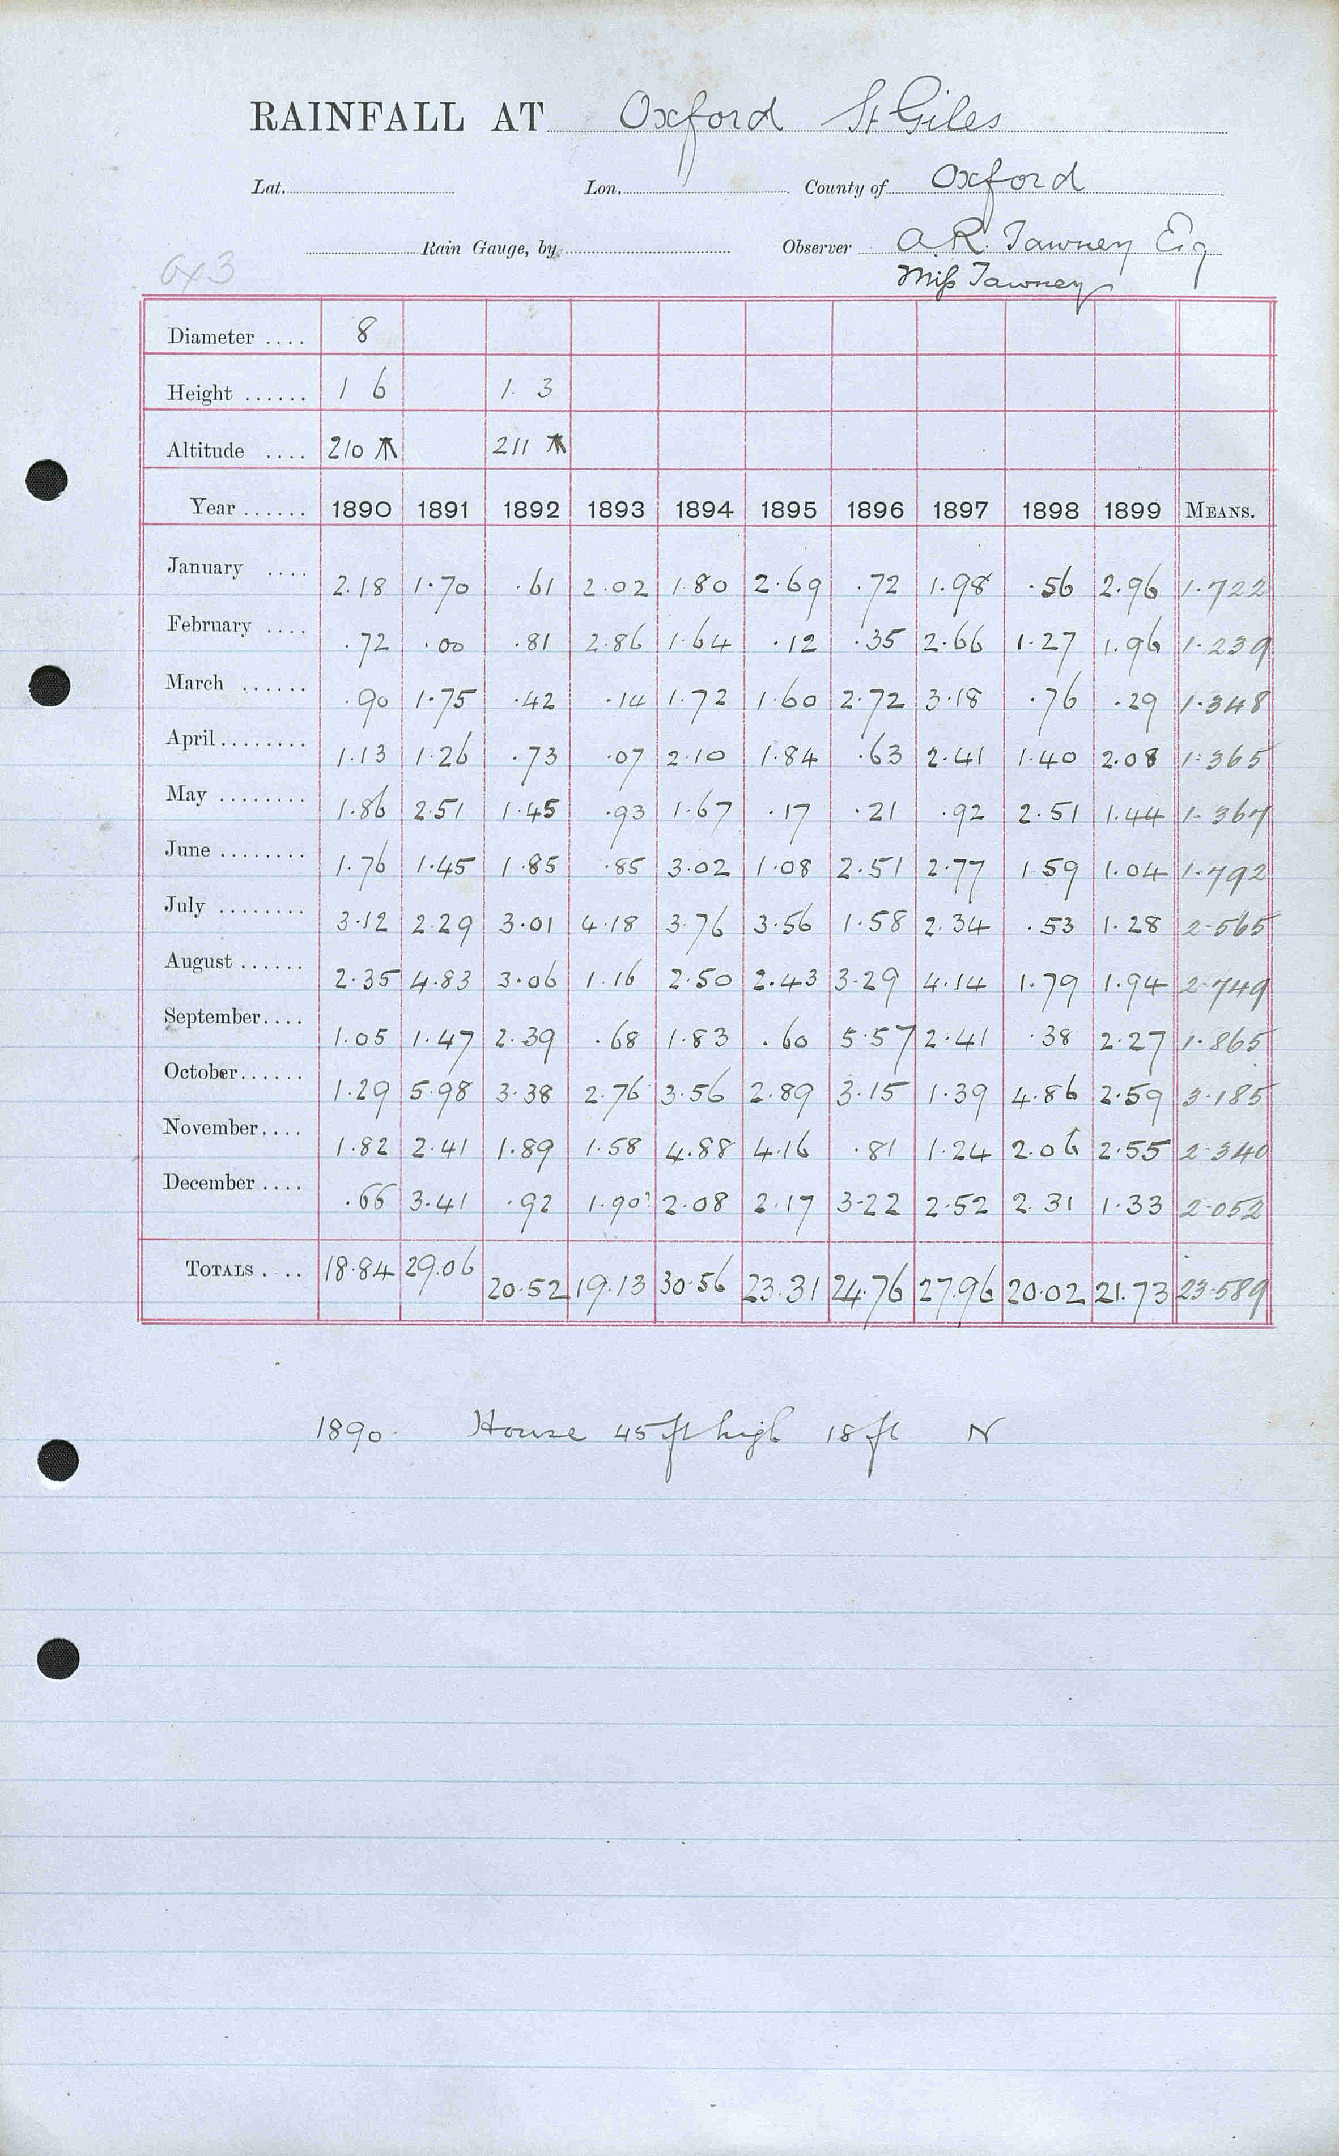 RAINFALL AT Oxford St Giles
Lat. Lon. County of Oxford
Rain Gauge, by Observer A.R. Tawney Esq
Miss Tawney
Diameter .... 8
Height ...... 1 6 1. 3
Altitude .... 210 211
Year ...... 1890 1891 1892 1893 1894 1895 1896 1897 1898 1899 MEANS.
January .... 2.18 1.70 .61 2.02 1.80 2.69 .72 1.98 .56 2.96 1.722
February .... .72 .00 .81 2.86 1.64 .12 .35 2.66 1.27 1.96 1.239
March ...... .90 1.75 .42 .14 1.72 1.60 2.72 3.18 .76 .29 1.348
April ........ 1.13 1.26 .73 .07 2.10 1.84 .63 2.41 1.40 2.08 1.365
May ........ 1.86 2.51 1.45 .93 1.67 .17 .21 .92 2.51 1.44 1.367
June ........ 1.76 1.45 1.85 .85 3.02 1.08 2.51 2.77 1.59 1.04 1.792
July ........ 3.12 2.29 3.01 4.18 3.76 3.56 1.58 2.34 .53 1.28 2.565
August ...... 2.35 4.83 3.06 1.16 2.50 2.43 3.29 4.14 1.79 1.94 2.749
September .... 1.05 1.47 2.39 .68 1.83 .60 5.57 2.41 .38 2.27 1.865
October ...... 1.29 5.98 3.38 2.76 3.56 2.89 3.15 1.39 4.86 2.59 3.185
November .... 1.82 2.41 1.89 1.58 4.88 4.16 .81 1.24 2.06 2.55 2.340
December .... .66 3.41 .92 1.90 2.08 2.17 3.22 2.52 2.31 1.33 2.052
TOTALS .... 18.84 29.06 20.52 19.13 30.56 23.31 24.76 27.96 20.02 21.73 23.589
1890. House 45 ft high 18 ft N